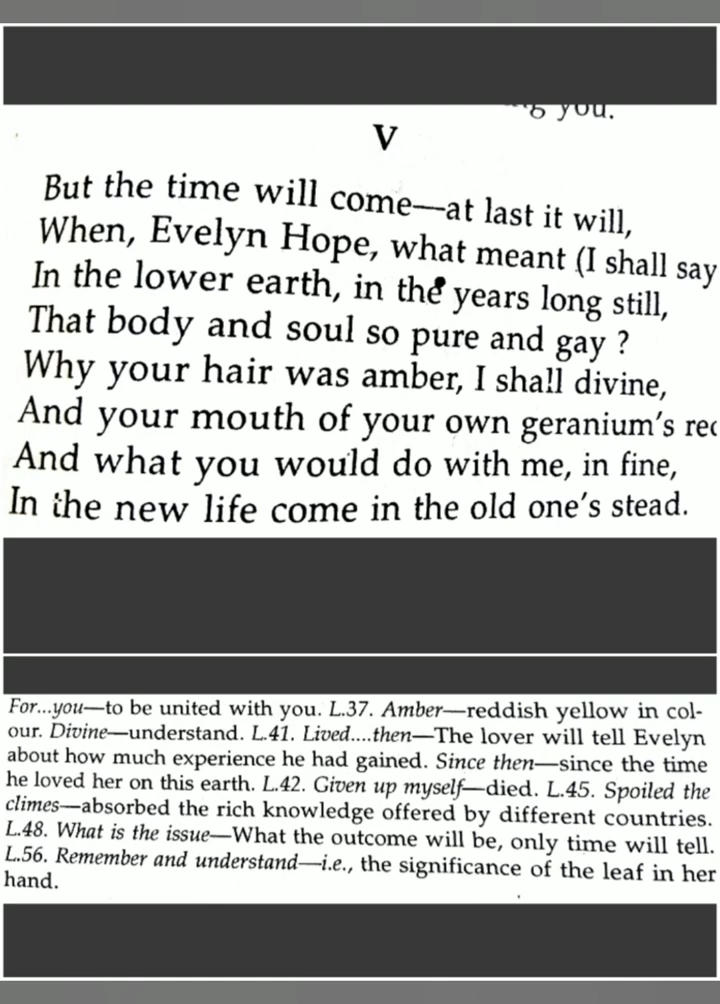 you.
V
But the time will come—at last it will,
When, Evelyn Hope, what meant (I shall say
In the lower earth, in the years long still,
That body and soul so pure and gay ?
Why your hair was amber, I shall divine,
And your mouth of your own geranium's red
And what you would do with me, in fine,
In the new life come in the old one's stead.
For...you—to be united with you. L.37. Amber—reddish yellow in col-
our. Divine—understand. L.41. Lived....then—The lover will tell Evelyn
about how much experience he had gained. Since then—since the time
he loved her on this earth. L.42. Given up myself—died. L.45. Spoiled the
climes—absorbed the rich knowledge offered by different countries.
L.48. What is the issue—What the outcome will be, only time will tell.
L.56. Remember and understand—i.e., the significance of the leaf in her
hand.